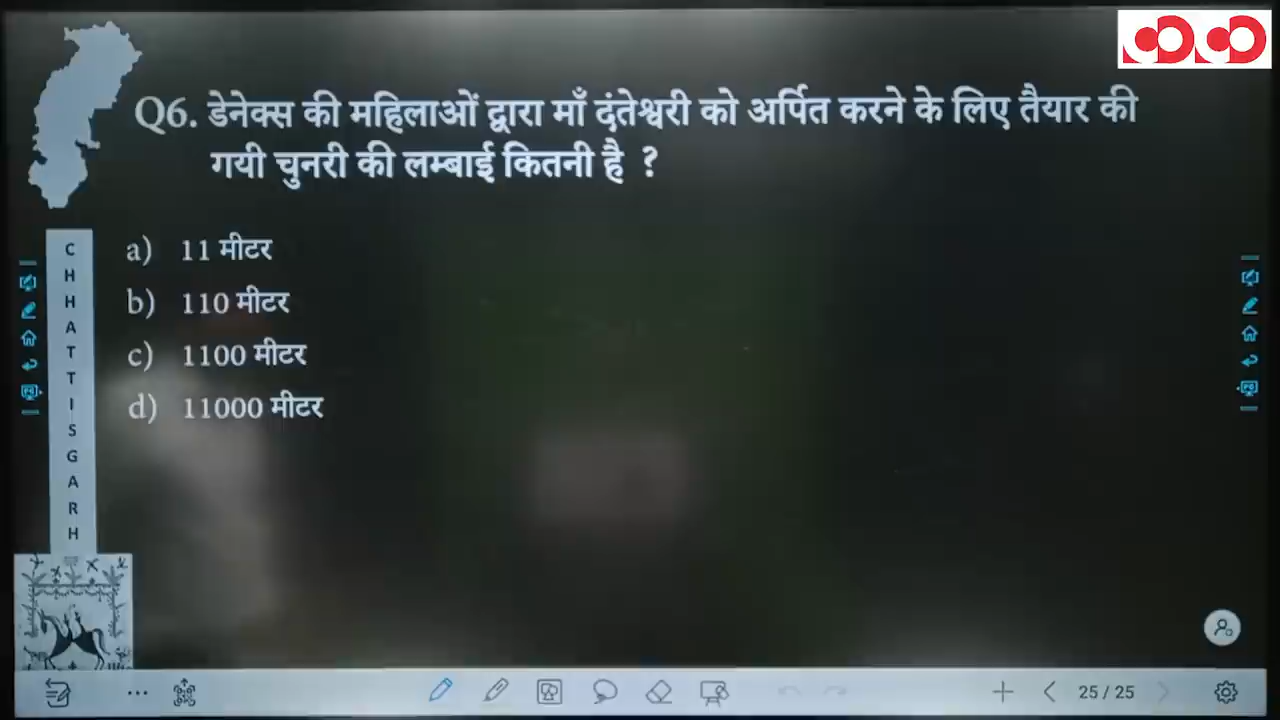 Q6. डेनेक्स की महिलाओं द्वारा माँ दंतेश्वरी को अर्पित करने के लिए तैयार की
गयी चुनरी की लम्बाई कितनी है ?
a) 11 मीटर
b) 110 मीटर
c) 1100 मीटर
d) 11000 मीटर
CHHATTISGARH
25 / 25